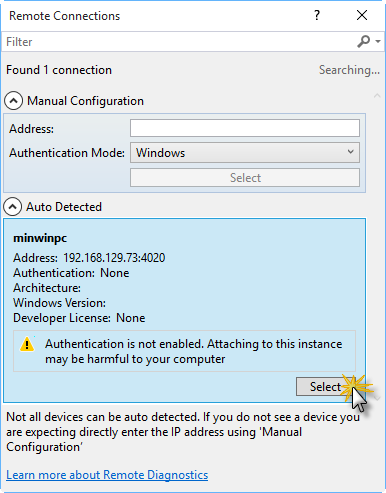 Remote Connections
Filter
Found 1 connection
Searching...
Manual Configuration
Address:
Authentication Mode: Windows
Select
Auto Detected
minwinpc
Address: 192.168.129.73:4020
Authentication: None
Architecture:
Windows Version:
Developer License: None
Authentication is not enabled. Attaching to this instance
may be harmful to your computer
Select
Not all devices can be auto detected. If you do not see a device you
are expecting directly enter the IP address using 'Manual
Configuration'
Learn more about Remote Diagnostics